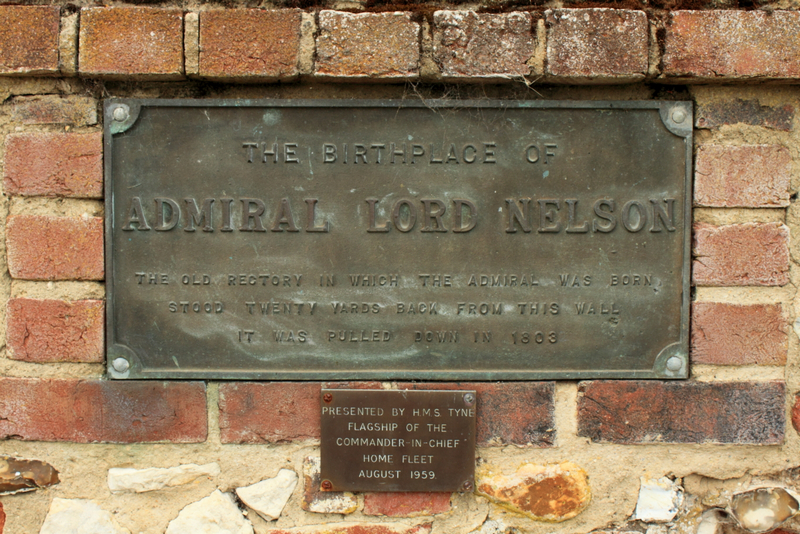 THE BIRTHPLACE OF
ADMIRAL LORD NELSON
THE OLD RECTORY IN WHICH THE ADMIRAL WAS BORN
STOOD TWENTY YARDS BACK FROM THIS WALL
IT WAS PULLED DOWN IN 1803
PRESENTED BY H.M.S. TYNE
FLAGSHIP OF THE
COMMANDER-IN-CHIEF
HOME FLEET
AUGUST 1959